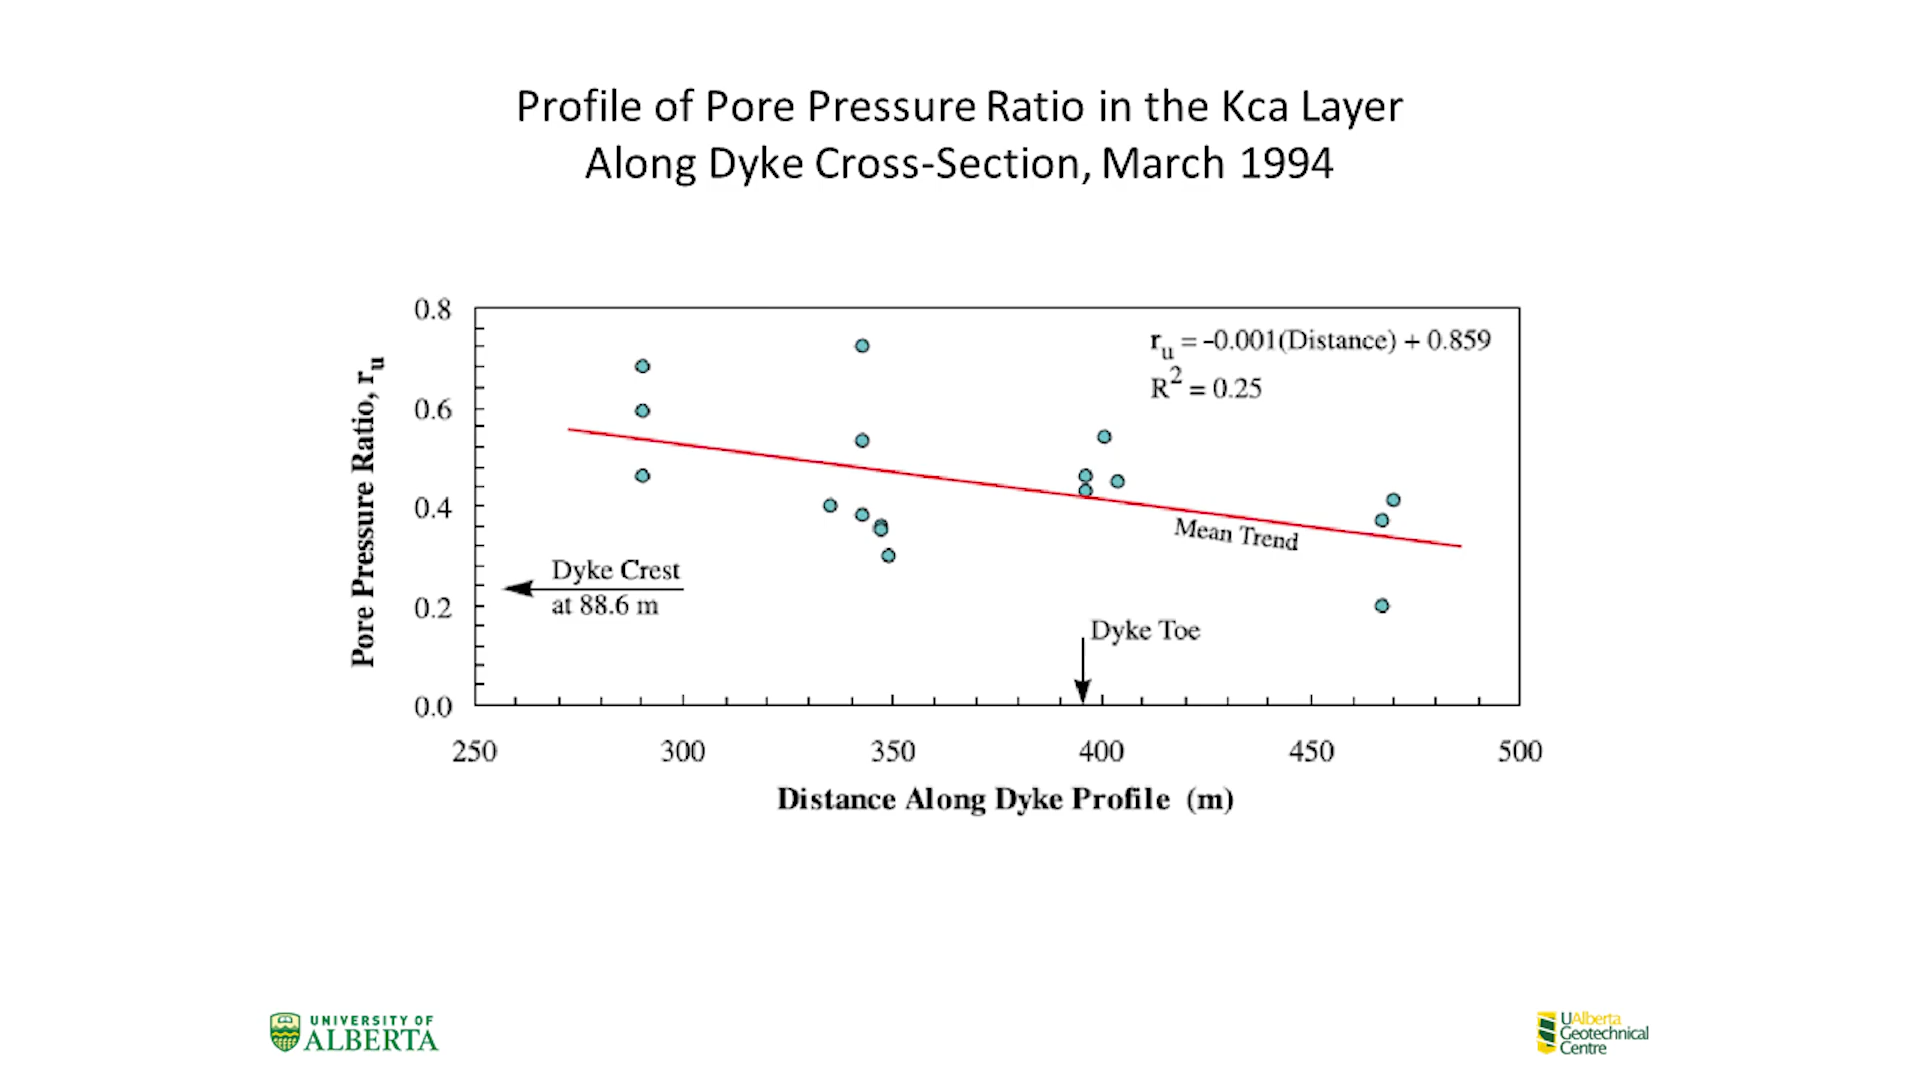 Profile of Pore Pressure Ratio in the Kca Layer
Along Dyke Cross-Section, March 1994
Pore Pressure Ratio, ru
0.8
0.6
0.4
0.2
0.0
ru = -0.001(Distance) + 0.859
R2 = 0.25
Mean Trend
Dyke Crest
at 88.6 m
Dyke Toe
250 300 350 400 450 500
Distance Along Dyke Profile (m)
UNIVERSITY OF
ALBERTA
UAlberta
Geotechnical
Centre